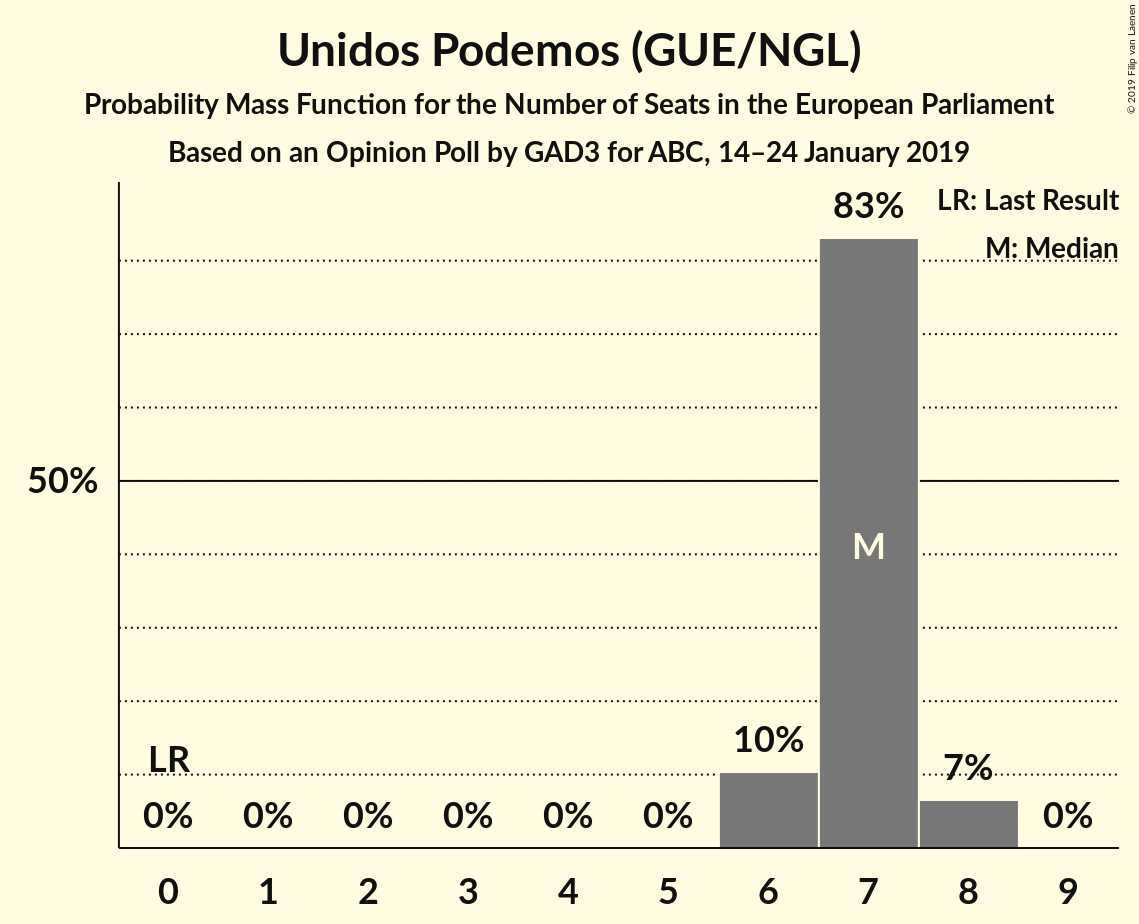 Unidos Podemos (GUE/NGL)
Probability Mass Function for the Number of Seats in the European Parliament
Based on an Opinion Poll by GAD3 for ABC, 14–24 January 2019
© 2019 Filip van Laenen
LR: Last Result
M: Median
83%
50%
M
10%
LR
7%
0% 0% 0% 0% 0% 0% 0%
0 1 2 3 4 5 6 7 8 9